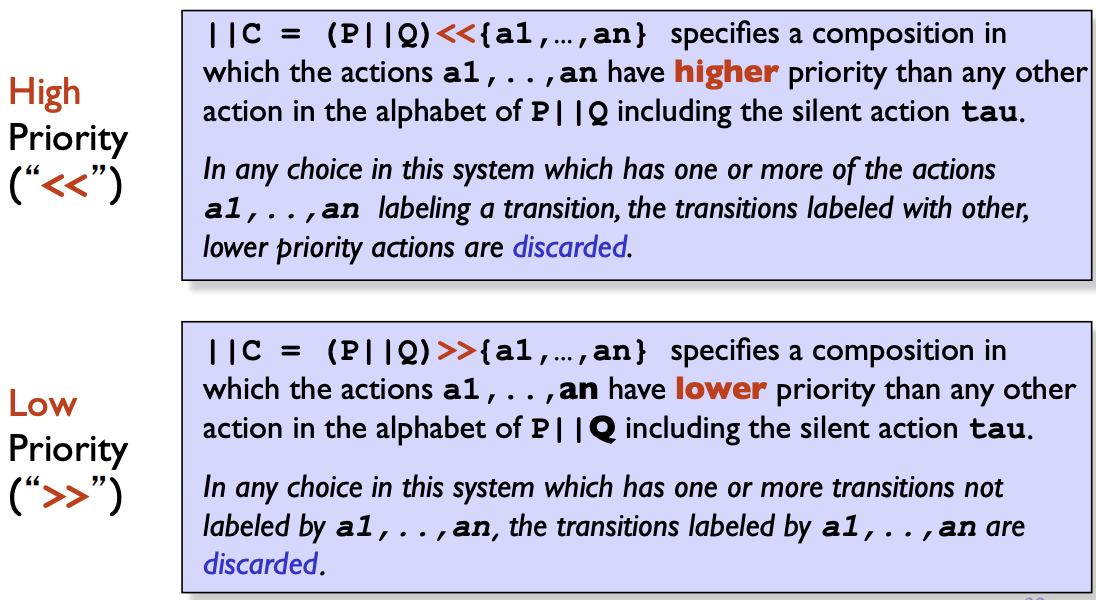 High
Priority
(“<<”)
||C = (P||Q)<<{a1,…,an} specifies a composition in
which the actions a1,..,an have higher priority than any other
action in the alphabet of P||Q including the silent action tau.
In any choice in this system which has one or more of the actions
a1,..,an labeling a transition, the transitions labeled with other,
lower priority actions are discarded.
Low
Priority
(“>>”)
||C = (P||Q)>>{a1,…,an} specifies a composition in
which the actions a1,..,an have lower priority than any other
action in the alphabet of P||Q including the silent action tau.
In any choice in this system which has one or more transitions not
labeled by a1,..,an, the transitions labeled by a1,..,an are
discarded.